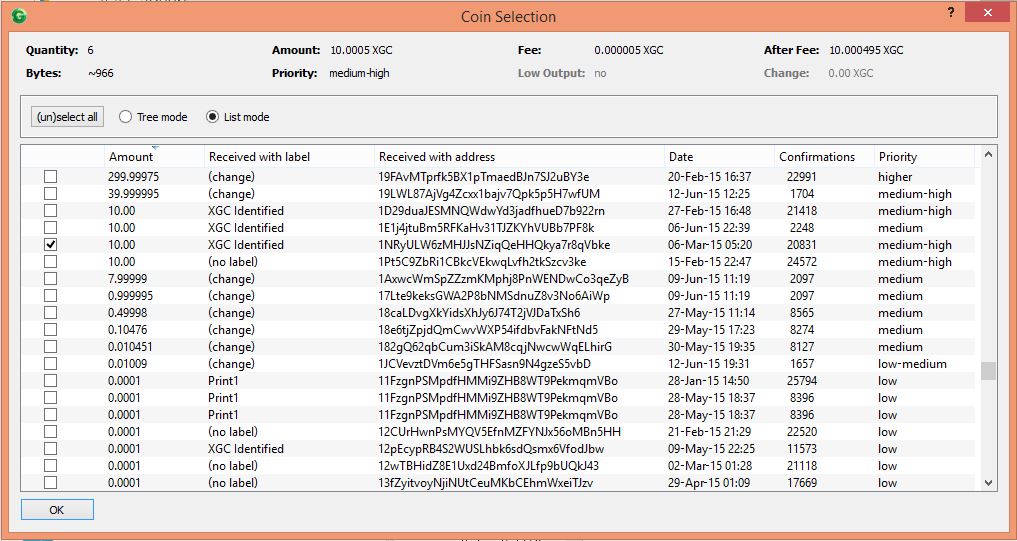 Coin Selection
?
Quantity: 6 Amount: 10.0005 XGC Fee: 0.000005 XGC After Fee: 10.000495 XGC
Bytes: ~966 Priority: medium-high Low Output: no Change: 0.00 XGC
(un)select all Tree mode List mode
Amount Received with label Received with address Date Confirmations Priority
299.99975 (change) 19FAvMTprfk5BX1pTmaedBJn7SJ2uBY3e 20-Feb-15 16:37 22991 higher
39.999995 (change) 19LWL87AjVg4Zcxx1bajv7Qpk5p5H7wfUM 12-Jun-15 12:25 1704 medium-high
10.00 XGC Identified 1D29duaJESMNQWdwYd3jadfhueD7b922rn 27-Feb-15 16:48 21418 medium-high
10.00 XGC Identified 1E1j4jtuBm5RFKaHv31TJZKYhVUBb7PF8k 06-Jun-15 22:39 2248 medium
10.00 XGC Identified 1NRyULW6zMHJJsNZiqQeHHQkya7r8qVbke 06-Mar-15 05:20 20831 medium-high
10.00 (no label) 1Pt5C9ZbRi1CBkcVEkwqLvfh2tkSzcv3ke 15-Feb-15 22:47 24572 medium-high
7.99999 (change) 1AxwcWmSpZZzmKMphj8PnWENDwCo3qeZyB 09-Jun-15 11:19 2097 medium
0.999995 (change) 17Lte9keksGWA2P8bNMSdnuZ8v3No6AiWp 09-Jun-15 11:19 2097 medium
0.49998 (change) 18caLDvgXkYidsXhJy6J74T2jVJDaTxSh6 27-May-15 11:14 8565 medium
0.10476 (change) 18e6tjZpjdQmCwvWXP54ifdbvFakNFtNd5 29-May-15 17:23 8274 medium
0.010451 (change) 182gQ62qbCum3iSkAM8cqjNwcwWqELhirG 30-May-15 19:35 8127 medium
0.01009 (change) 1JCVevztDVm6e5gTHFSasn9N4gzeS5vbD 12-Jun-15 19:31 1657 low-medium
0.0001 Print1 11FzgnPSMpdfHMMi9ZHB8WT9PekmqmVBo 28-Jan-15 14:50 25794 low
0.0001 Print1 11FzgnPSMpdfHMMi9ZHB8WT9PekmqmVBo 28-May-15 18:37 8396 low
0.0001 Print1 11FzgnPSMpdfHMMi9ZHB8WT9PekmqmVBo 28-May-15 18:37 8396 low
0.0001 (no label) 12CUrHwnPsMYQV5EfnMZFYNJx56oMBn5HH 21-Feb-15 21:29 22520 low
0.0001 XGC Identified 12pEcypRB4S2WUSLhbk6sdQsmx6VfodJbw 09-May-15 22:25 11573 low
0.0001 (no label) 12wTBHidZ8E1Uxd24BmfoXJLfp9bUQkJ43 02-Mar-15 01:28 21118 low
0.0001 (no label) 13fZyitvoyNjiNUtCeuMKbCEhmWxeiTJzv 29-Apr-15 01:09 17669 low
OK